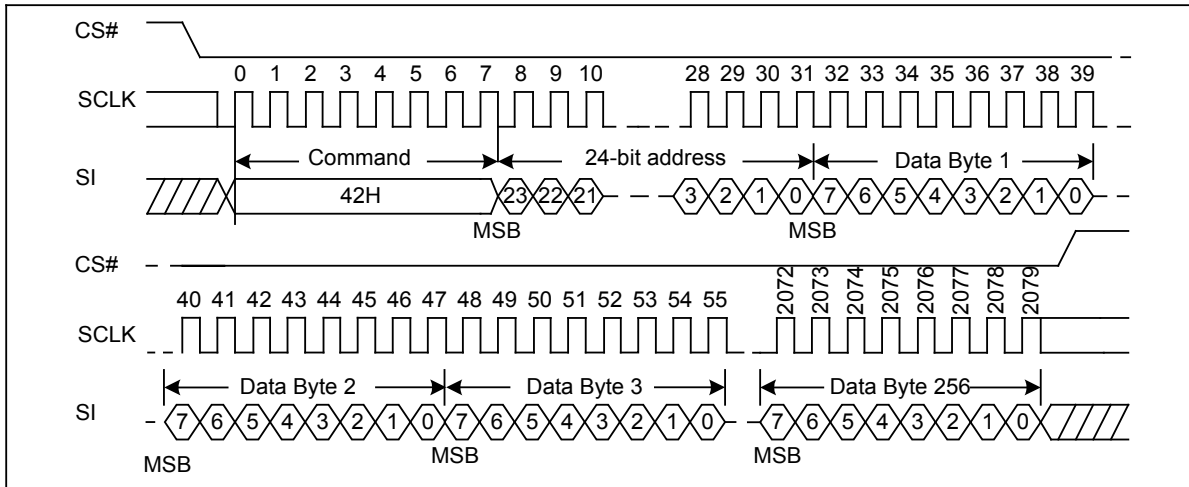 CS#
0 1 2 3 4 5 6 7 8 9 10 28 29 30 31 32 33 34 35 36 37 38 39
SCLK
Command 24-bit address Data Byte 1
SI
42H 23 22 21 3 2 1 0 7 6 5 4 3 2 1 0
MSB MSB
CS#
40 41 42 43 44 45 46 47 48 49 50 51 52 53 54 55 2072 2073 2074 2075 2076 2077 2078 2079
SCLK
Data Byte 2 Data Byte 3 Data Byte 256
SI
7 6 5 4 3 2 1 0 7 6 5 4 3 2 1 0 7 6 5 4 3 2 1 0
MSB MSB MSB